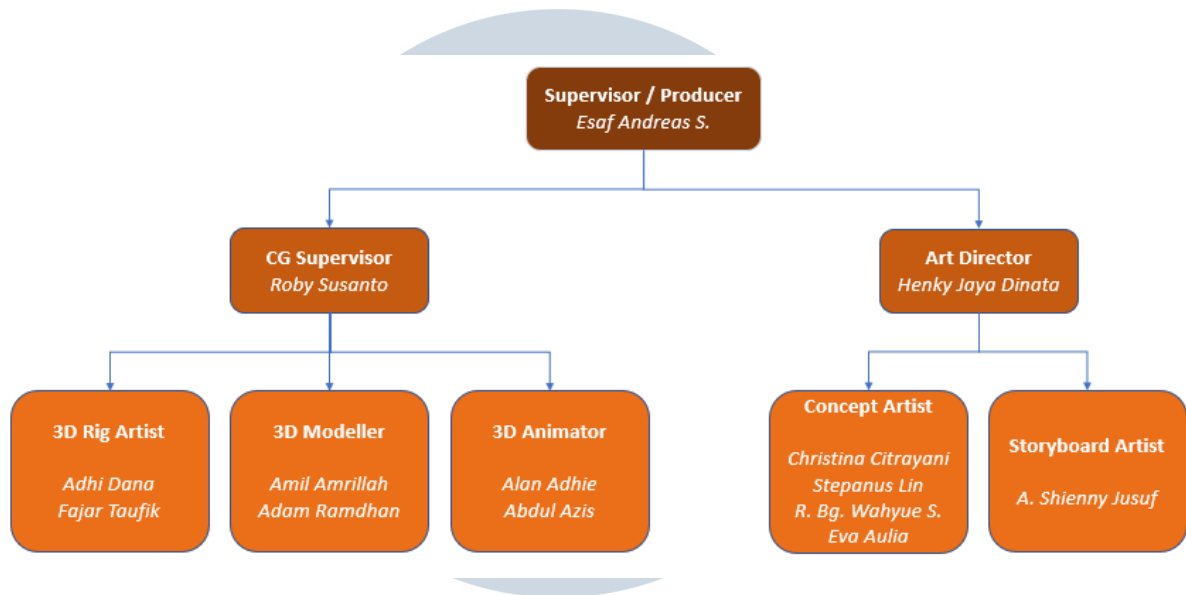 Supervisor / Producer
Esaf Andreas S.
CG Supervisor
Roby Susanto
Art Director
Henky Jaya Dinata
3D Rig Artist
Adhi Dana
Fajar Taufik
3D Modeller
Amil Amrillah
Adam Ramdhan
3D Animator
Alan Adhie
Abdul Azis
Concept Artist
Christina Citrayani
Stepanus Lin
R. Bg. Wahyue S.
Eva Aulia
Storyboard Artist
A. Shienny Jusuf